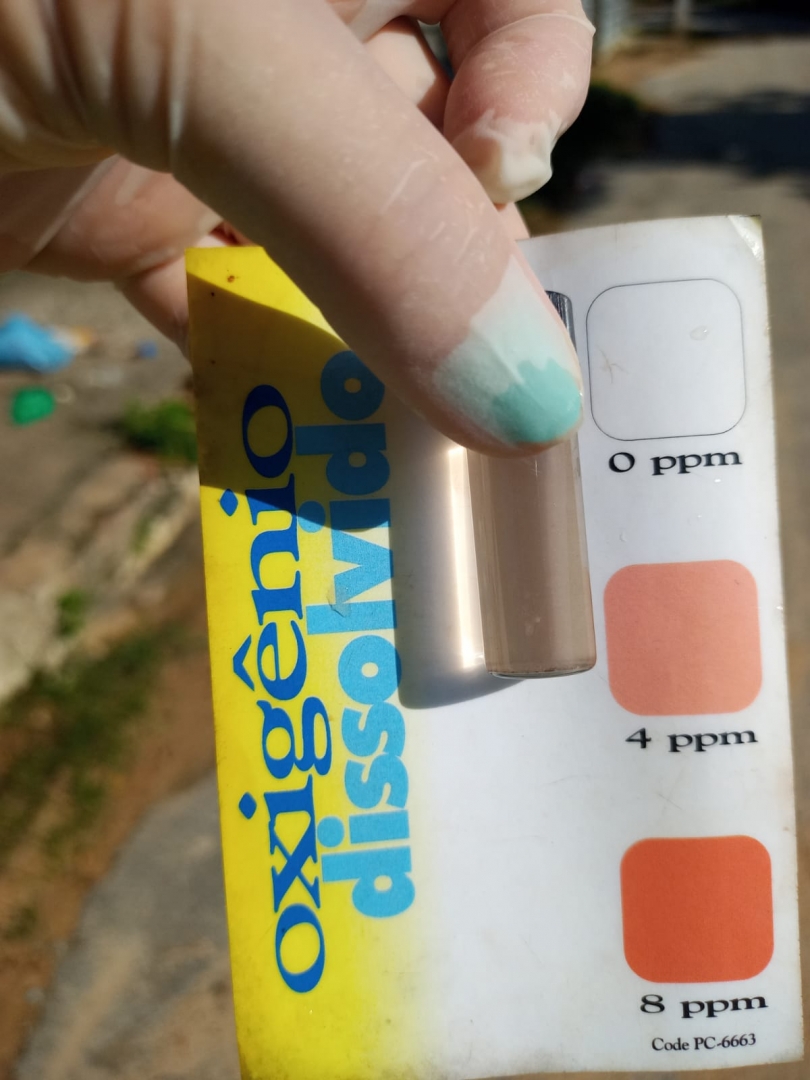 oxigênio
dissolvido
0 ppm
4 ppm
8 ppm
Code PC-6663